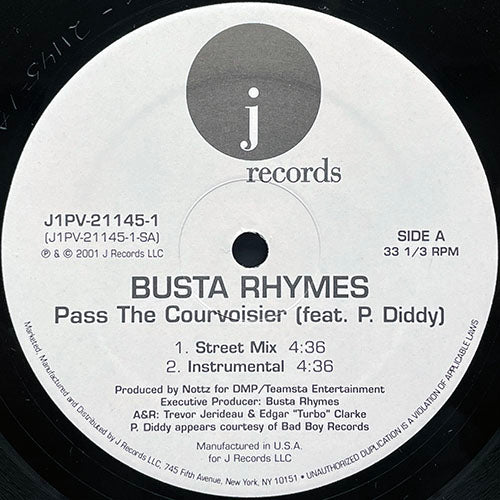 21145-1A
j
records
J1PV-21145-1
(J1PV-21145-1-SA)
℗ & © 2001 J Records LLC
SIDE A
33 1/3 RPM
BUSTA RHYMES
Pass The Courvoisier (feat. P. Diddy)
1. Street Mix 4:36
2. Instrumental 4:36
Produced by Nottz for DMP/Teamsta Entertainment
Executive Producer: Busta Rhymes
A&R: Trevor Jerideau & Edgar "Turbo" Clarke
P. Diddy appears courtesy of Bad Boy Records
Manufactured in U.S.A.
for J Records LLC
Marketed, Manufactured and Distributed by J Records LLC, 745 Fifth Avenue, New York, NY 10151 • UNAUTHORIZED DUPLICATION IS A VIOLATION OF APPLICABLE LAWS